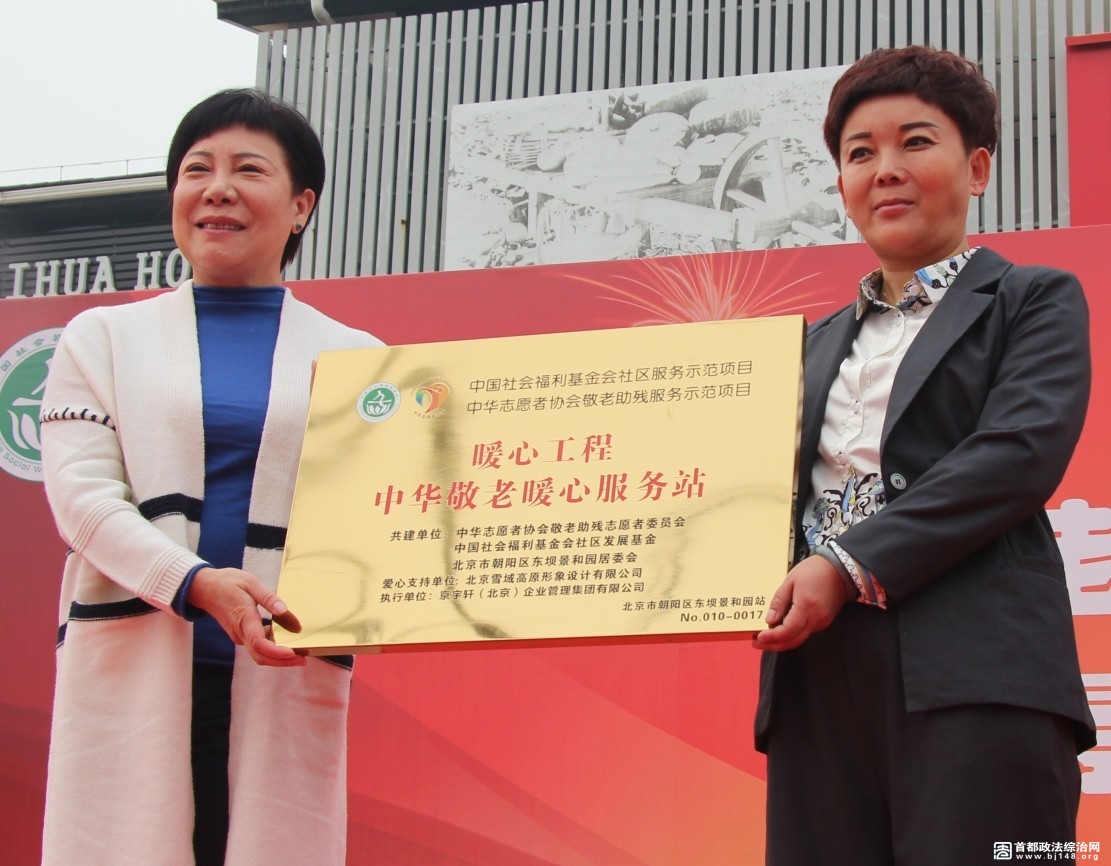 IHUA HO
中国社会福利基金会社区服务示范项目
中华志愿者协会敬老助残服务示范项目
暖心工程
中华敬老暖心服务站
共建单位：中华志愿者协会敬老助残志愿者委员会
中国社会福利基金会社区发展基金
北京市朝阳区东坝景和园居委会
爱心支持单位：北京雪域高原形象设计有限公司
执行单位：京宇轩（北京）企业管理集团有限公司
北京市朝阳区东坝景和园站
No.010-0017
首都政法综治网
www.bj148.org